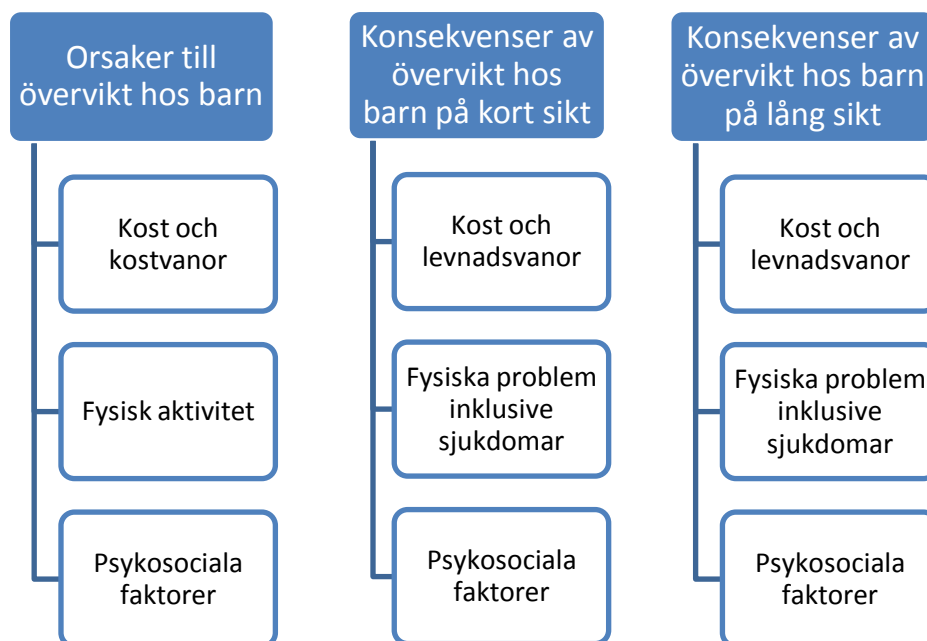 Orsaker till
övervikt hos barn
Kost och
kostvanor
Fysisk aktivitet
Psykosociala
faktorer
Konsekvenser av
övervikt hos
barn på kort sikt
Kost och
levnadsvanor
Fysiska problem
inklusive
sjukdomar
Psykosociala
faktorer
Konsekvenser av
övervikt hos barn
på lång sikt
Kost och
levnadsvanor
Fysiska problem
inklusive
sjukdomar
Psykosociala
faktorer